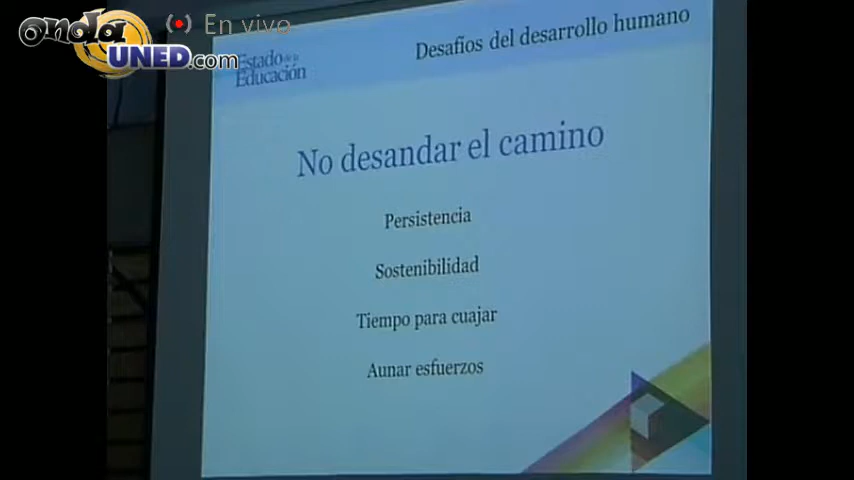 onda
UNED.com
En vivo
Estado de la
Educación
Desafíos del desarrollo humano
No desandar el camino
Persistencia
Sostenibilidad
Tiempo para cuajar
Aunar esfuerzos